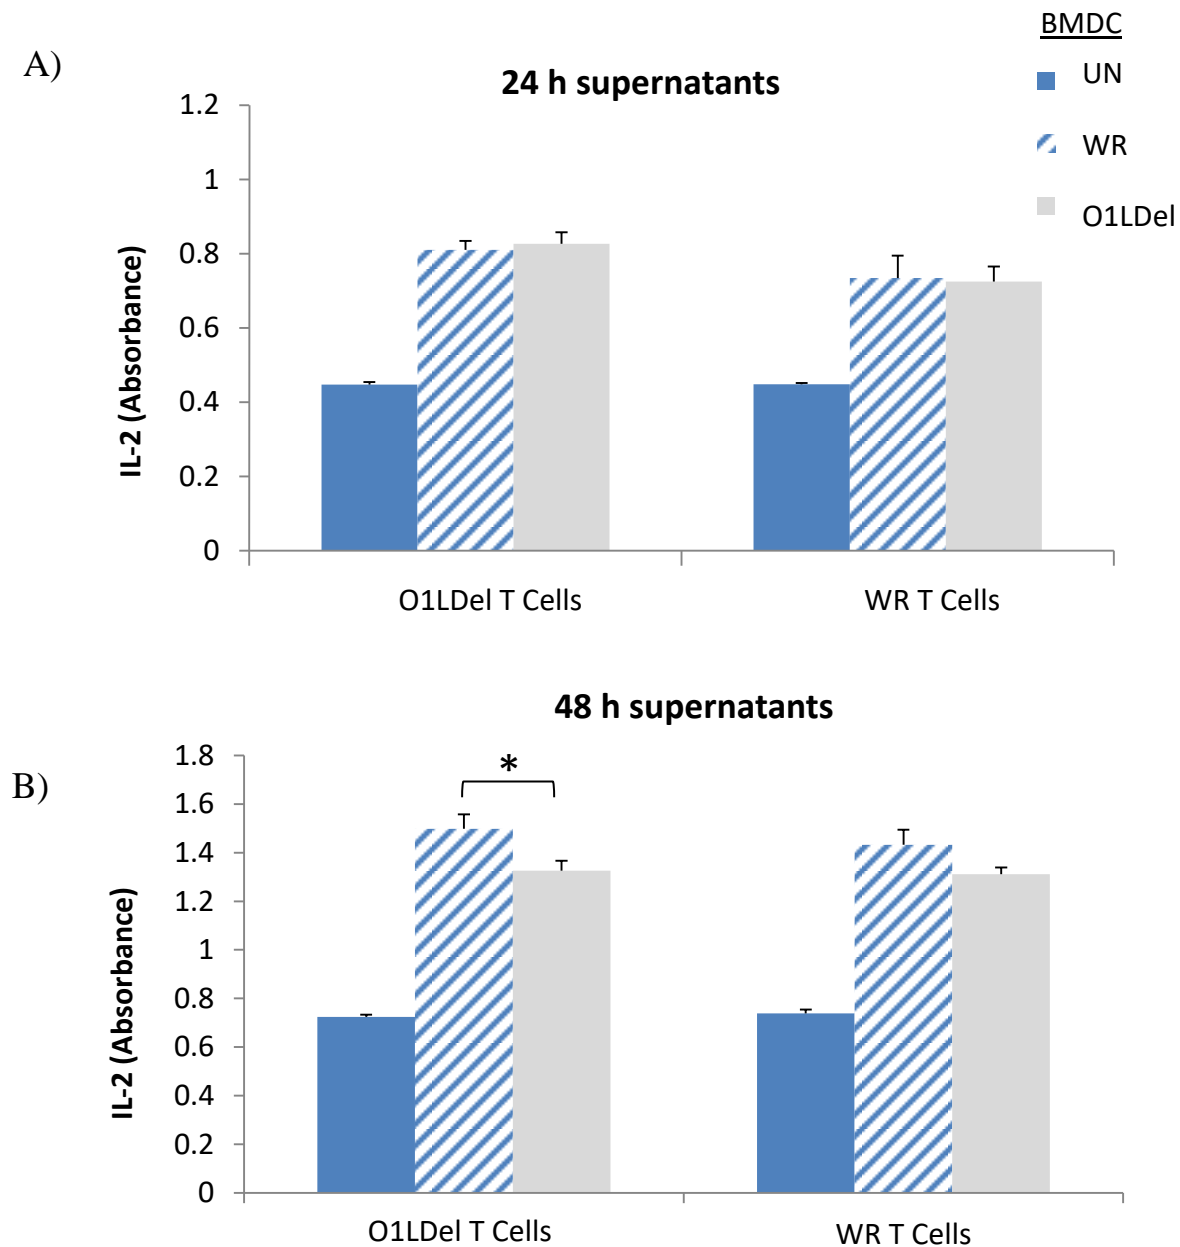 BMDC
A)
UN
24 h supernatants
1.2
WR
1
O1LDel
0.8
0.6
0.4
0.2
0
IL-2 (Absorbance)
O1LDel T Cells
WR T Cells
48 h supernatants
B)
1.8
*
1.6
1.4
1.2
1
0.8
0.6
0.4
0.2
0
IL-2 (Absorbance)
O1LDel T Cells
WR T Cells